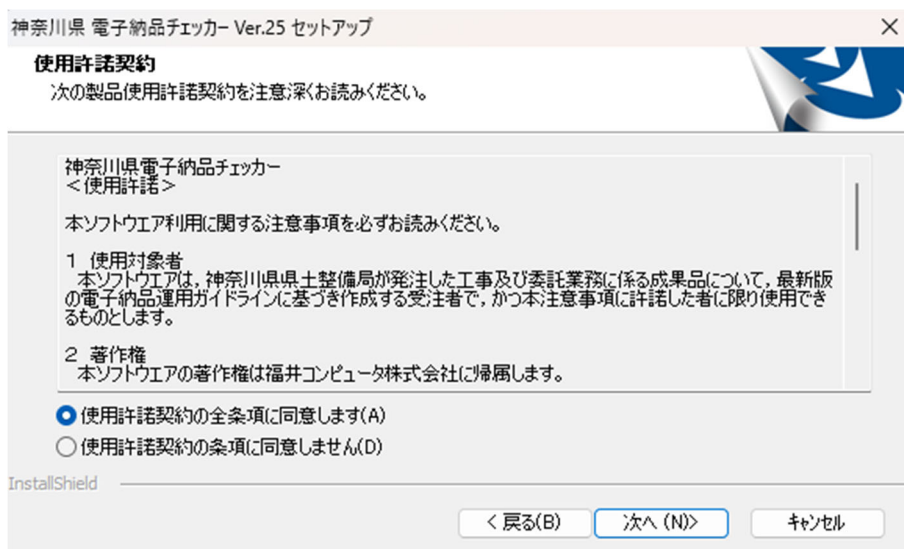 神奈川県 電子納品チェッカー Ver.25 セットアップ
使用許諾契約
次の製品使用許諾契約を注意深くお読みください。
神奈川県電子納品チェッカー
＜使用許諾＞
本ソフトウエア利用に関する注意事項を必ずお読みください。
１ 使用対象者
本ソフトウエアは，神奈川県県土整備局が発注した工事及び委託業務に係る成果品について，最新版
の電子納品運用ガイドラインに基づき作成する受注者で，かつ本注意事項に許諾した者に限り使用でき
るものとします。
２ 著作権
本ソフトウエアの著作権は福井コンピュータ株式会社に帰属します。
使用許諾契約の全条項に同意します(A)
使用許諾契約の条項に同意しません(D)
InstallShield
< 戻る(B)
次へ (N)>
キャンセル